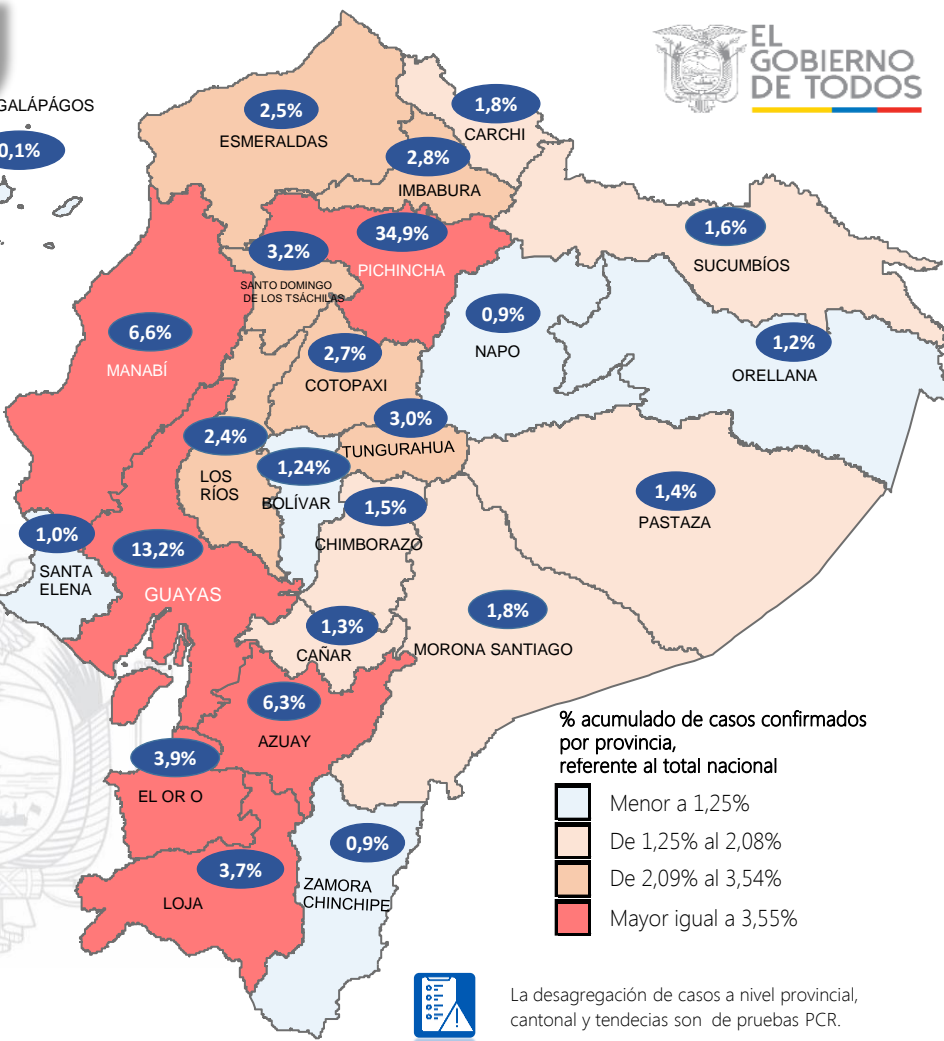 EL
GOBIERNO
DE TODOS
GALÁPÁGOS
0,1%
2,5%
ESMERALDAS
1,8%
CARCHI
2,8%
IMBABURA
34,9%
PICHINCHA
3,2%
SANTO DOMINGO
DE LOS TSÁCHILAS
1,6%
SUCUMBÍOS
0,9%
NAPO
1,2%
ORELLANA
6,6%
MANABÍ
2,7%
COTOPAXI
3,0%
TUNGURAHUA
2,4%
LOS
RÍOS
1,24%
BOLÍVAR
1,5%
CHIMBORAZO
1,4%
PASTAZA
1,0%
SANTA
ELENA
13,2%
GUAYAS
1,3%
CAÑAR
1,8%
MORONA SANTIAGO
6,3%
AZUAY
3,9%
EL OR O
3,7%
LOJA
0,9%
ZAMORA
CHINCHIPE
% acumulado de casos confirmados
por provincia,
referente al total nacional
Menor a 1,25%
De 1,25% al 2,08%
De 2,09% al 3,54%
Mayor igual a 3,55%
La desagregación de casos a nivel provincial,
cantonal y tendecias son de pruebas PCR.